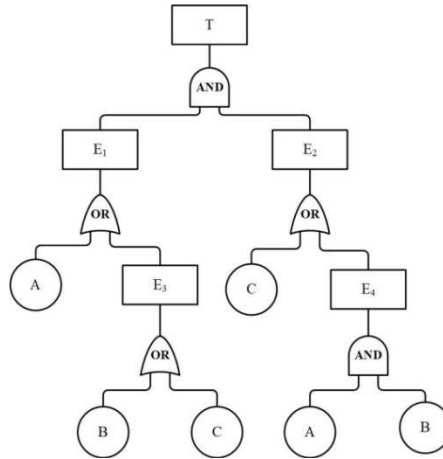 T
AND
E₁ E₂
OR OR
A C
E₃ E₄
OR AND
B C A B